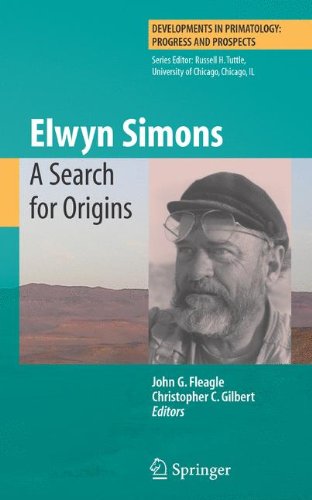 DEVELOPMENTS IN PRIMATOLOGY:
PROGRESS AND PROSPECTS
Series Editor: Russell H. Tuttle,
University of Chicago, Chicago, IL
Elwyn Simons
A Search
for Origins
John G. Fleagle
Christopher C. Gilbert
Editors
Springer